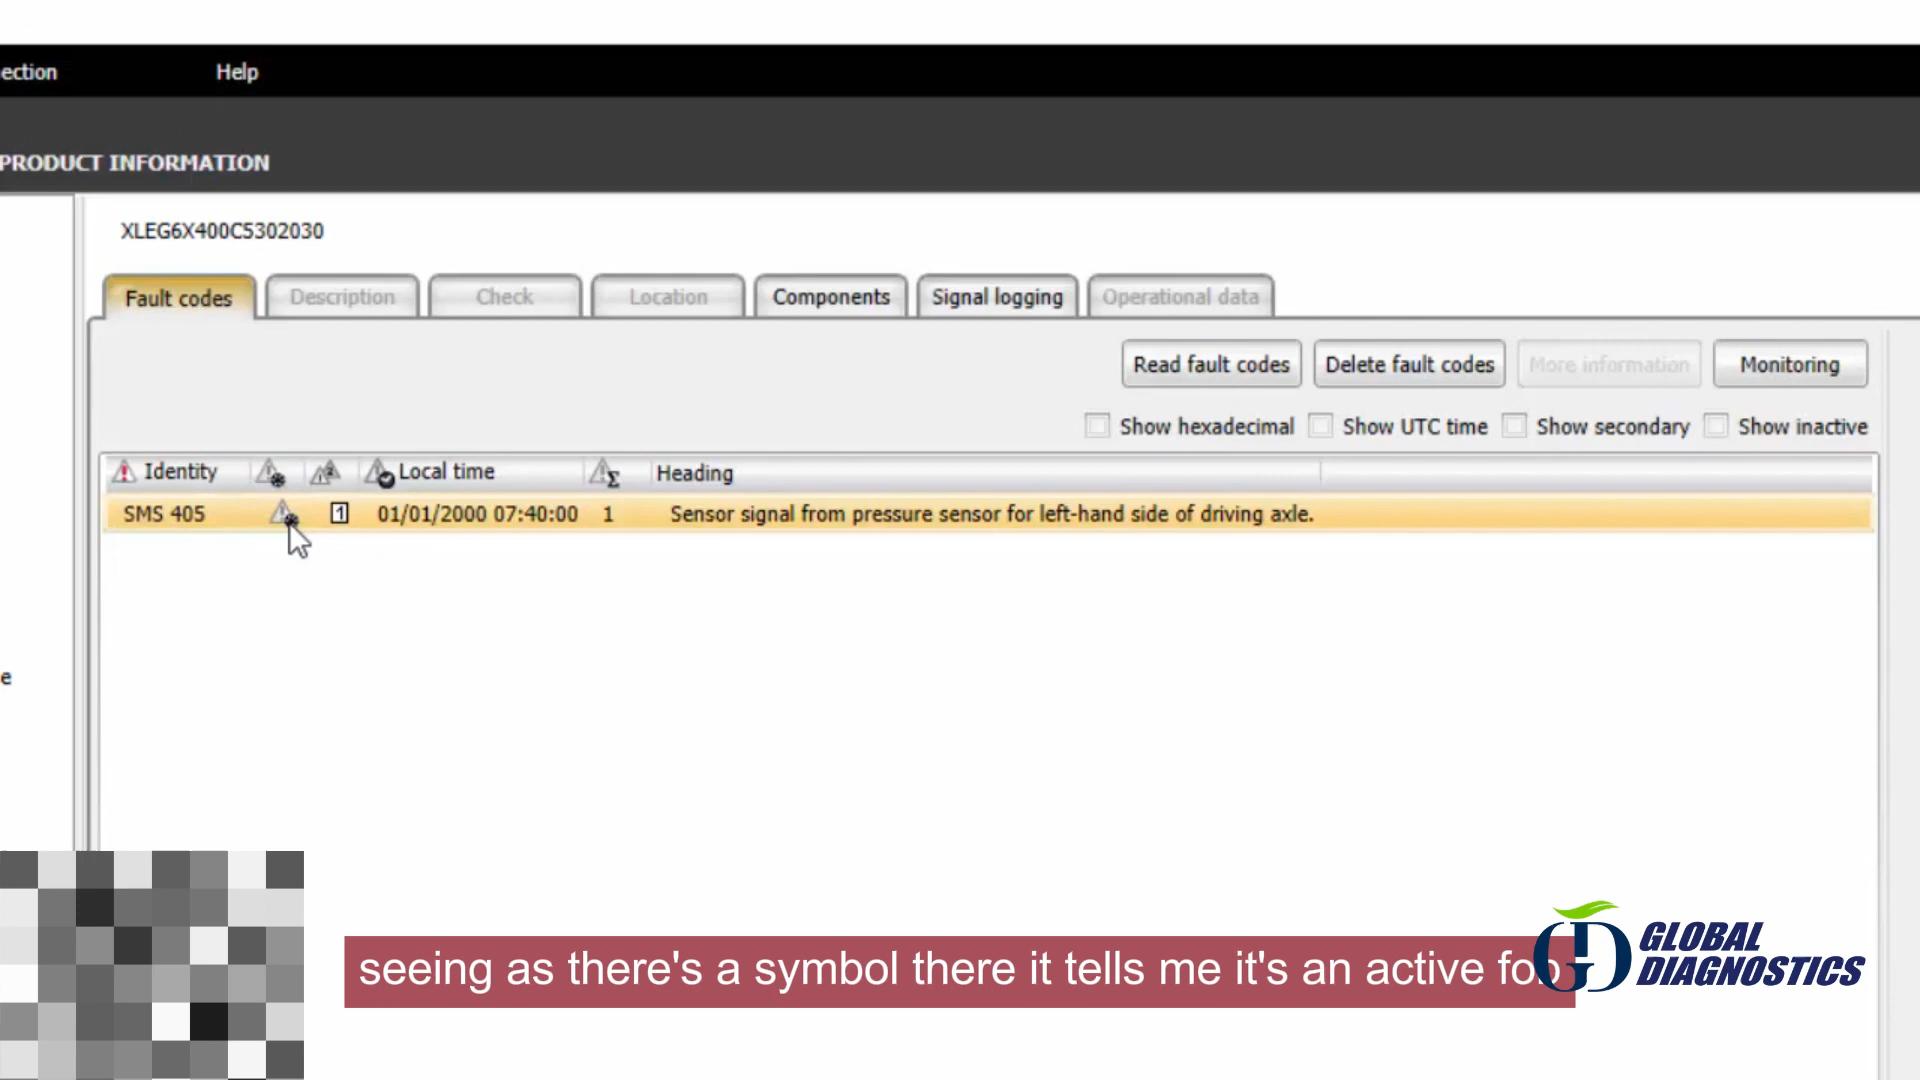 ection Help
PRODUCT INFORMATION
XLEG6X400C5302030
Fault codes Description Check Location Components Signal logging Operational data
Read fault codes Delete fault codes More information Monitoring
Show hexadecimal Show UTC time Show secondary Show inactive
Identity Local time Heading
SMS 405 1 01/01/2000 07:40:00 1 Sensor signal from pressure sensor for left-hand side of driving axle.
e
seeing as there's a symbol there it tells me it's an active
GD GLOBAL
DIAGNOSTICS